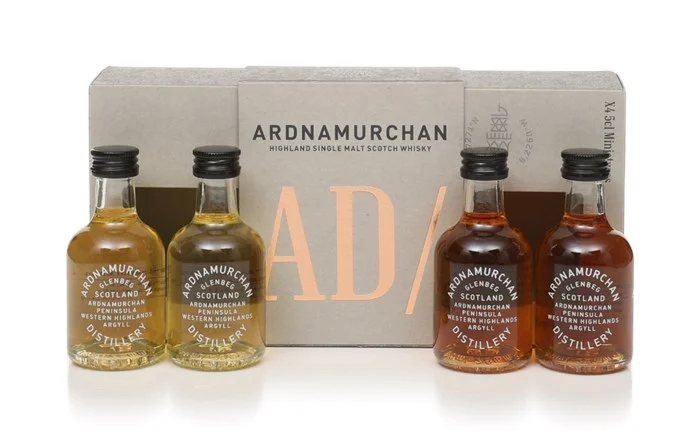 ARDNAMURCHAN
HIGHLAND SINGLE MALT SCOTCH WHISKY
AD/
X4 5cl
ARDNAMURCHAN
GLENBEG
SCOTLAND
ARDNAMURCHAN
PENINSULA
WESTERN HIGHLANDS
ARGYLL
DISTILLERY
ARDNAMURCHAN
GLENBEG
SCOTLAND
ARDNAMURCHAN
PENINSULA
WESTERN HIGHLANDS
ARGYLL
DISTILLERY
ARDNAMURCHAN
GLENBEG
SCOTLAND
ARDNAMURCHAN
PENINSULA
WESTERN HIGHLANDS
ARGYLL
DISTILLERY
ARDNAMURCHAN
GLENBEG
SCOTLAND
ARDNAMURCHAN
PENINSULA
WESTERN HIGHLANDS
ARGYLL
DISTILLERY